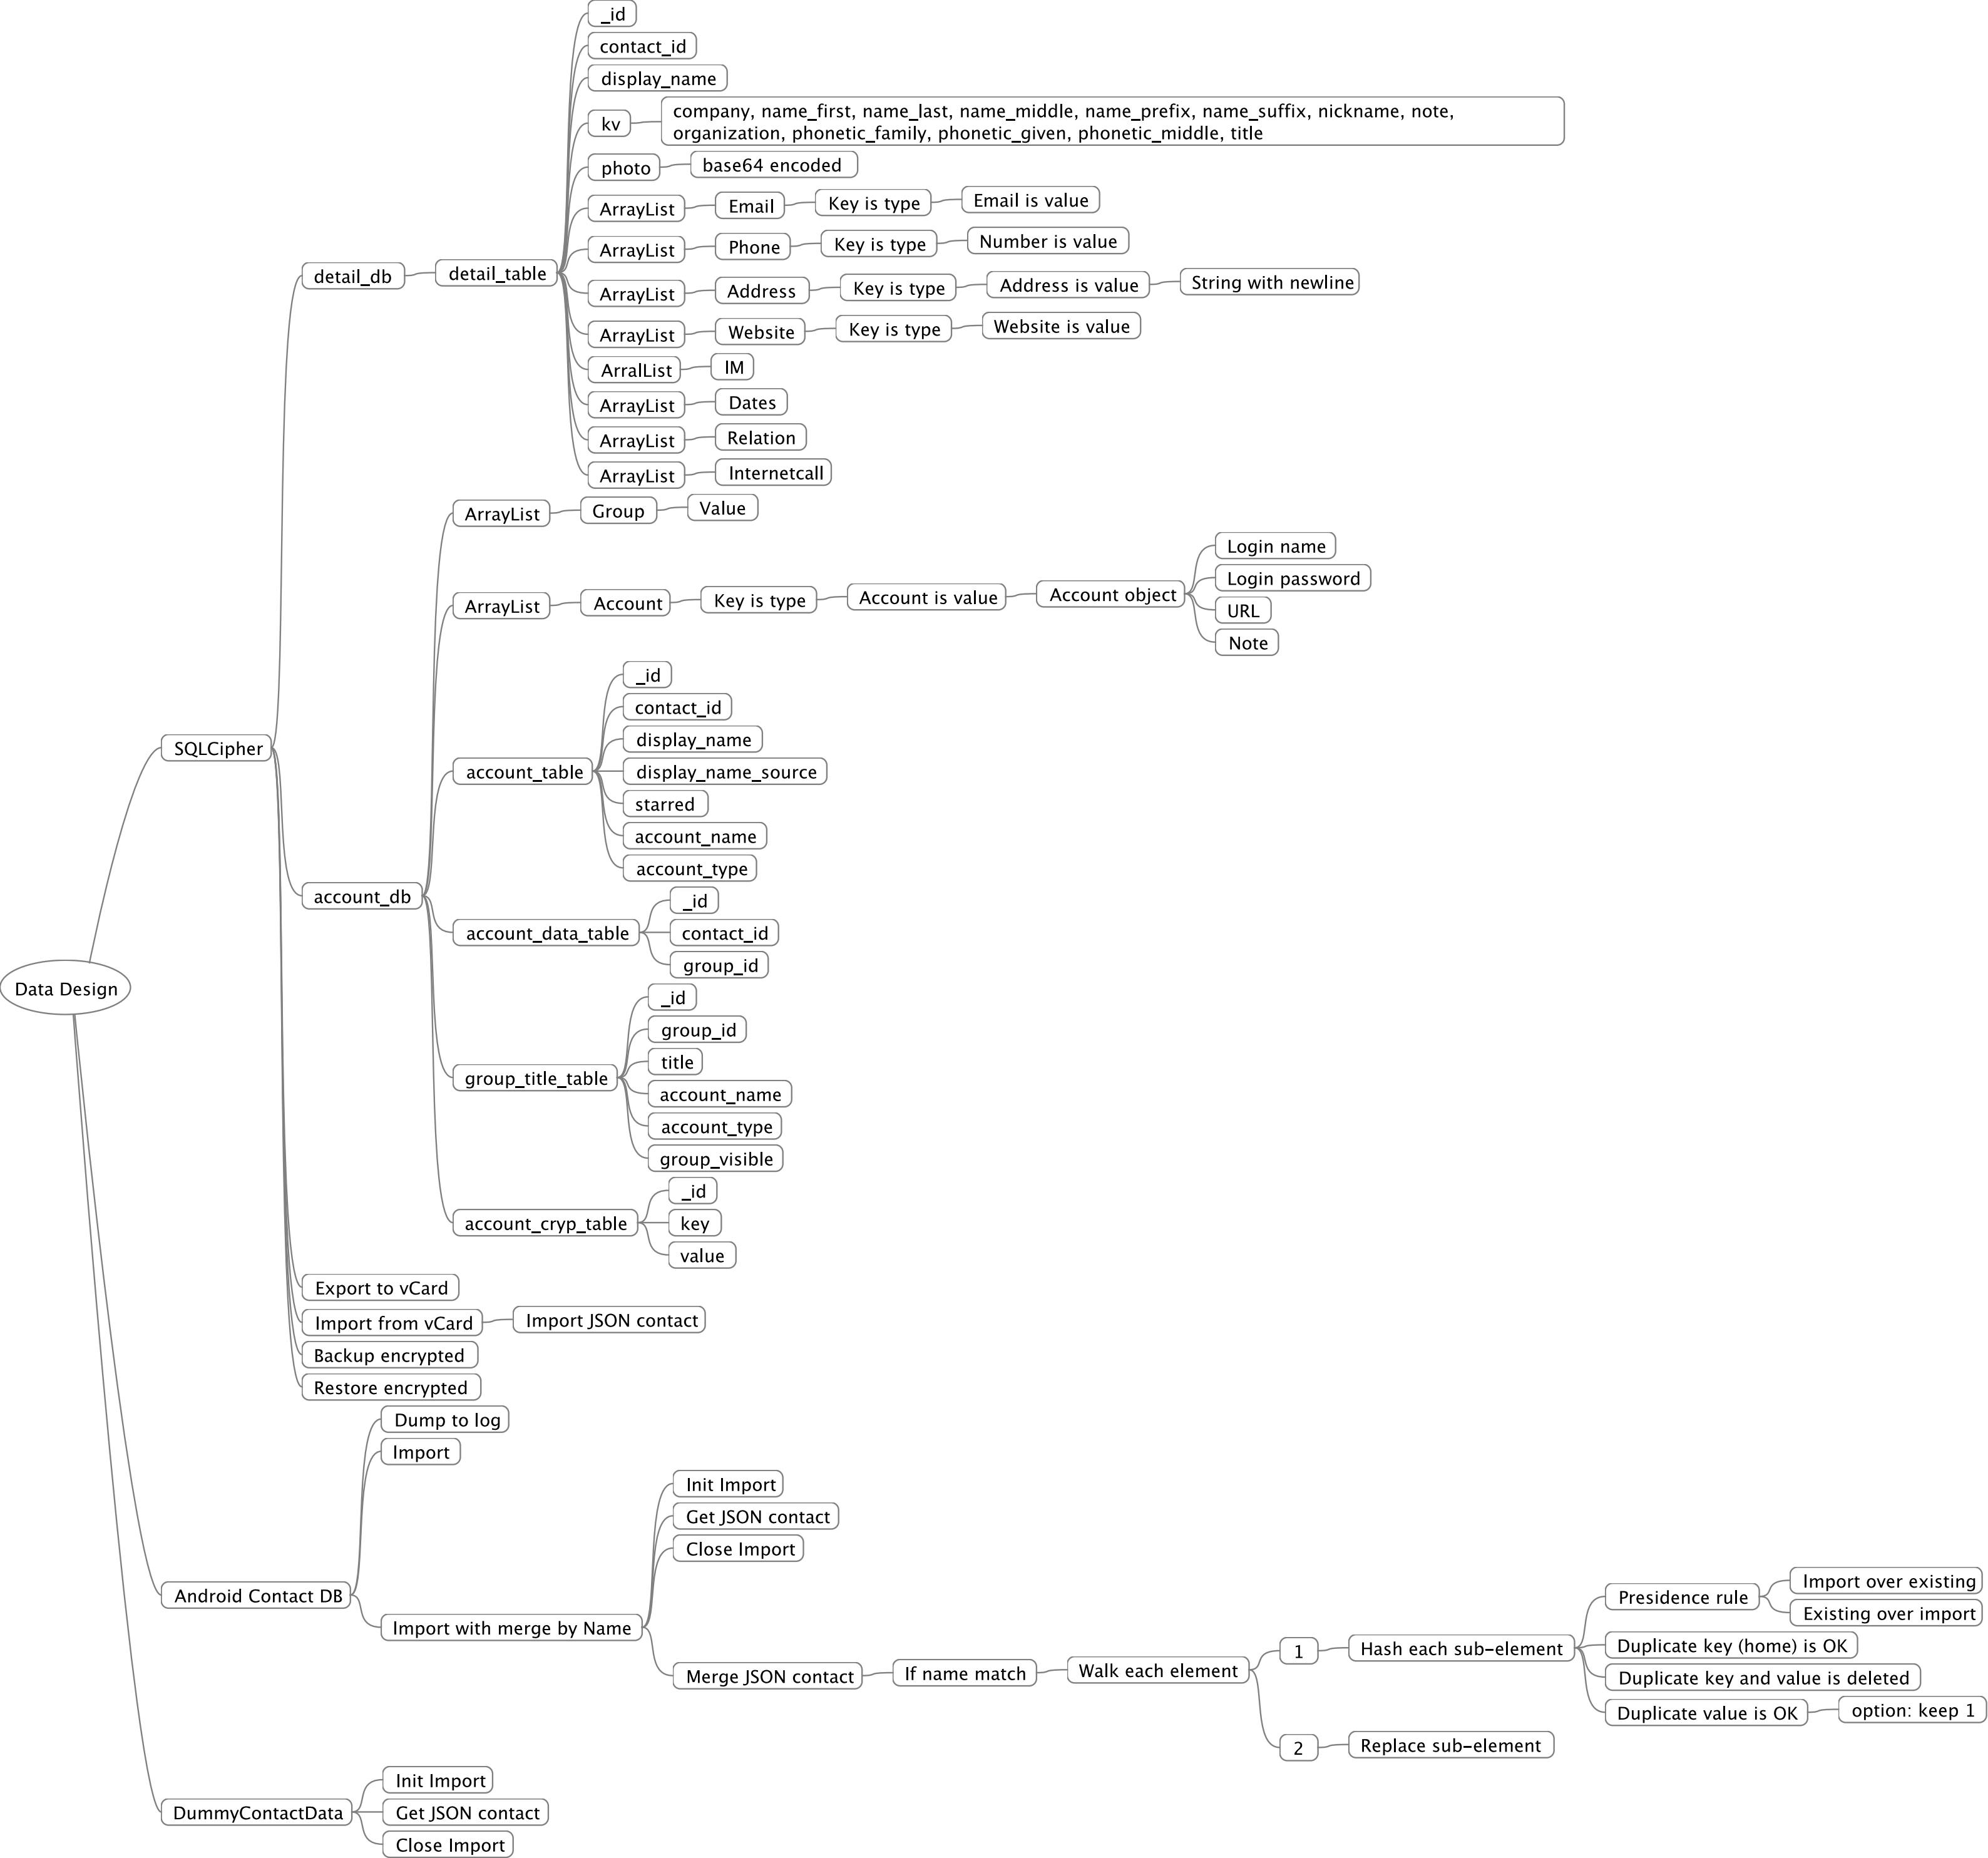 _id
contact_id
display_name
kv
company, name_first, name_last, name_middle, name_prefix, name_suffix, nickname, note,
organization, phonetic_family, phonetic_given, phonetic_middle, title
photo
base64 encoded
ArrayList
Email
Key is type
Email is value
ArrayList
Phone
Key is type
Number is value
detail_db
detail_table
ArrayList
Address
Key is type
Address is value
String with newline
ArrayList
Website
Key is type
Website is value
ArralList
IM
ArrayList
Dates
ArrayList
Relation
ArrayList
Internetcall
ArrayList
Group
Value
ArrayList
Account
Key is type
Account is value
Account object
Login name
Login password
URL
Note
SQLCipher
account_db
account_table
_id
contact_id
display_name
display_name_source
starred
account_name
account_type
account_data_table
_id
contact_id
group_id
Data Design
group_title_table
_id
group_id
title
account_name
account_type
group_visible
account_cryp_table
_id
key
value
Export to vCard
Import from vCard
Import JSON contact
Backup encrypted
Restore encrypted
Android Contact DB
Dump to log
Import
Import with merge by Name
Init Import
Get JSON contact
Close Import
Merge JSON contact
If name match
Walk each element
1
Hash each sub-element
Presidence rule
Import over existing
Existing over import
Duplicate key (home) is OK
Duplicate key and value is deleted
Duplicate value is OK
option: keep 1
2
Replace sub-element
DummyContactData
Init Import
Get JSON contact
Close Import